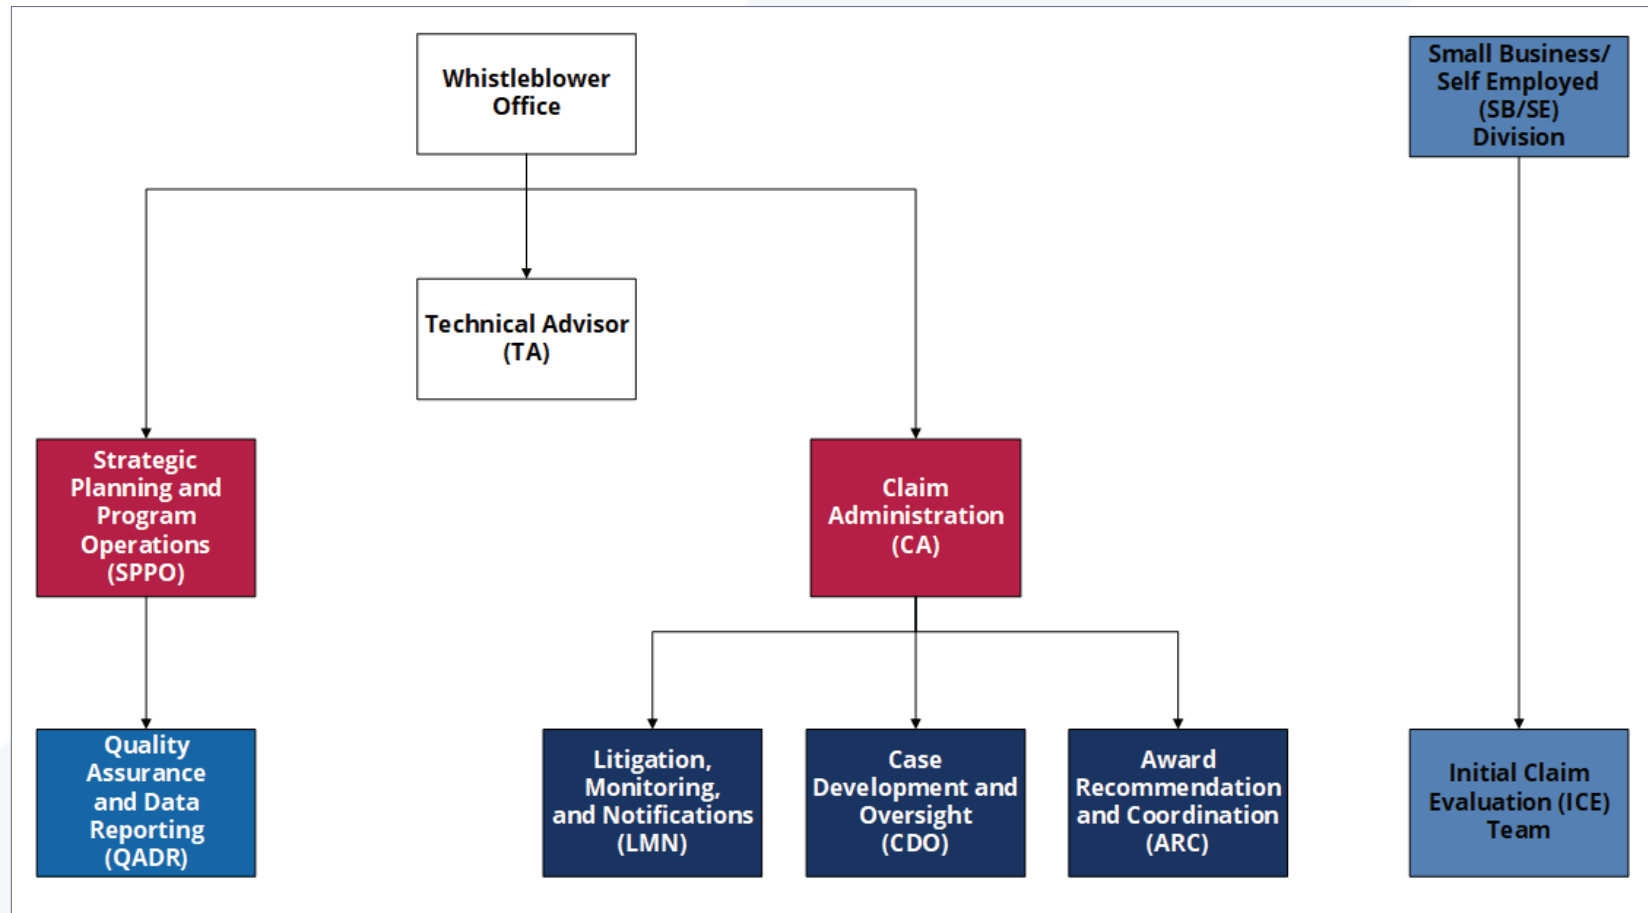 Whistleblower
Office
Small Business/
Self Employed
(SB/SE)
Division
Technical Advisor
(TA)
Strategic
Planning and
Program
Operations
(SPPO)
Claim
Administration
(CA)
Quality
Assurance
and Data
Reporting
(QADR)
Litigation,
Monitoring,
and Notifications
(LMN)
Case
Development and
Oversight
(CDO)
Award
Recommendation
and Coordination
(ARC)
Initial Claim
Evaluation (ICE)
Team